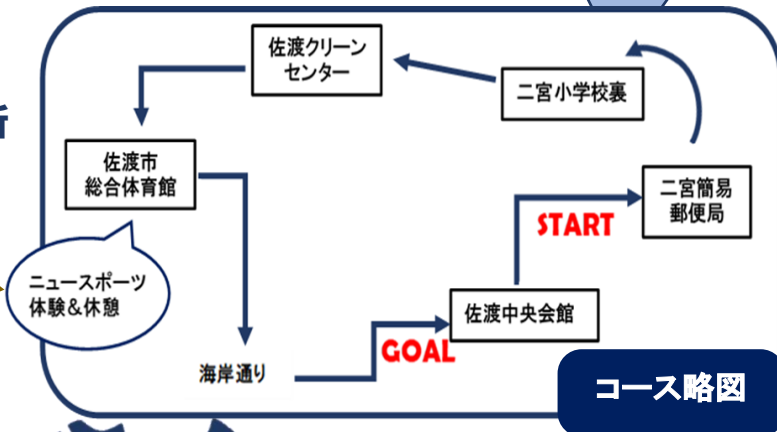 佐渡クリーン
センター
二宮小学校裏
所
佐渡市
総合体育館
二宮簡易
郵便局
START
ニュースポーツ
体験&休憩
佐渡中央会館
GOAL
海岸通り
コース略図